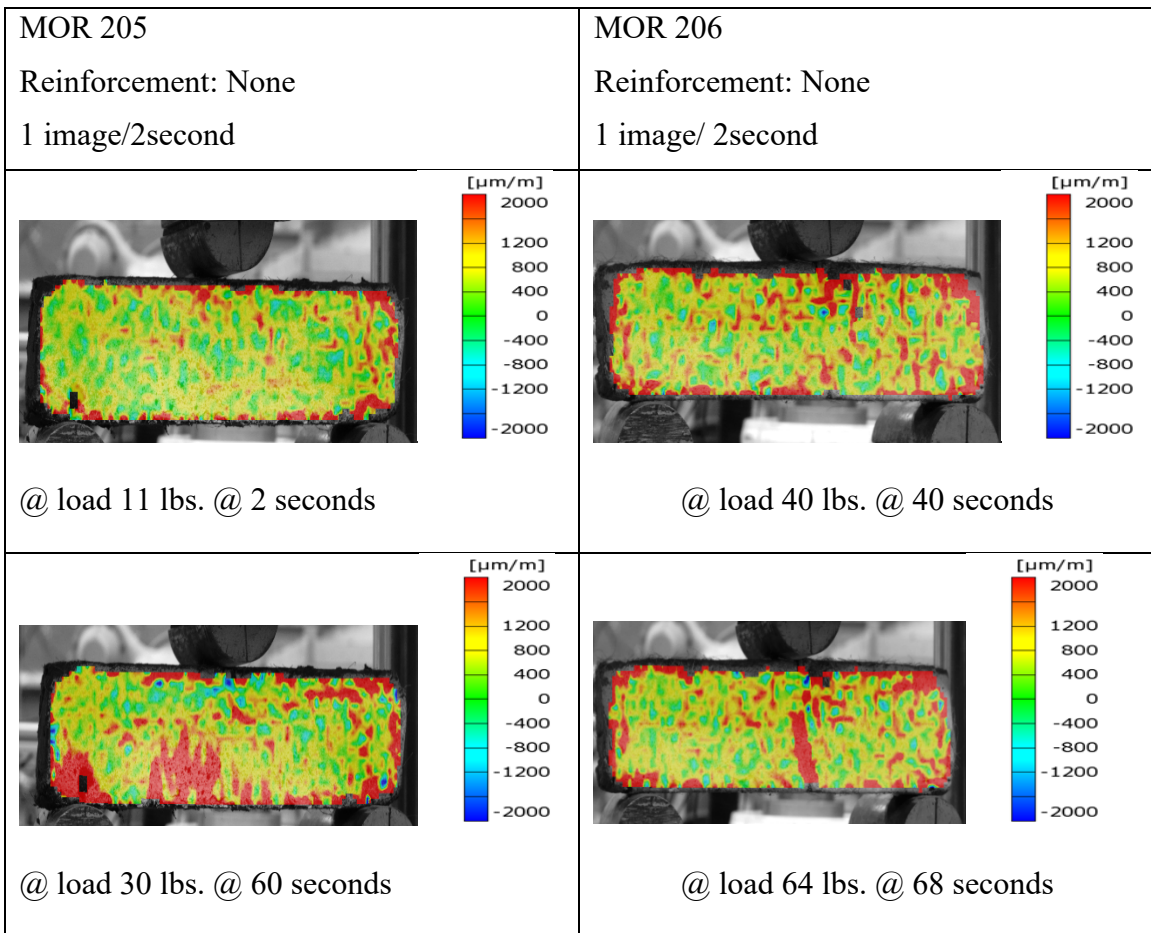 MOR 205
Reinforcement: None
1 image/2second
MOR 206
Reinforcement: None
1 image/ 2second
[µm/m]
2000
1200
800
400
0
-400
-800
-1200
-2000
@ load 11 lbs. @ 2 seconds
[µm/m]
2000
1200
800
400
0
-400
-800
-1200
-2000
@ load 40 lbs. @ 40 seconds
[µm/m]
2000
1200
800
400
0
-400
-800
-1200
-2000
@ load 30 lbs. @ 60 seconds
[µm/m]
2000
1200
800
400
0
-400
-800
-1200
-2000
@ load 64 lbs. @ 68 seconds